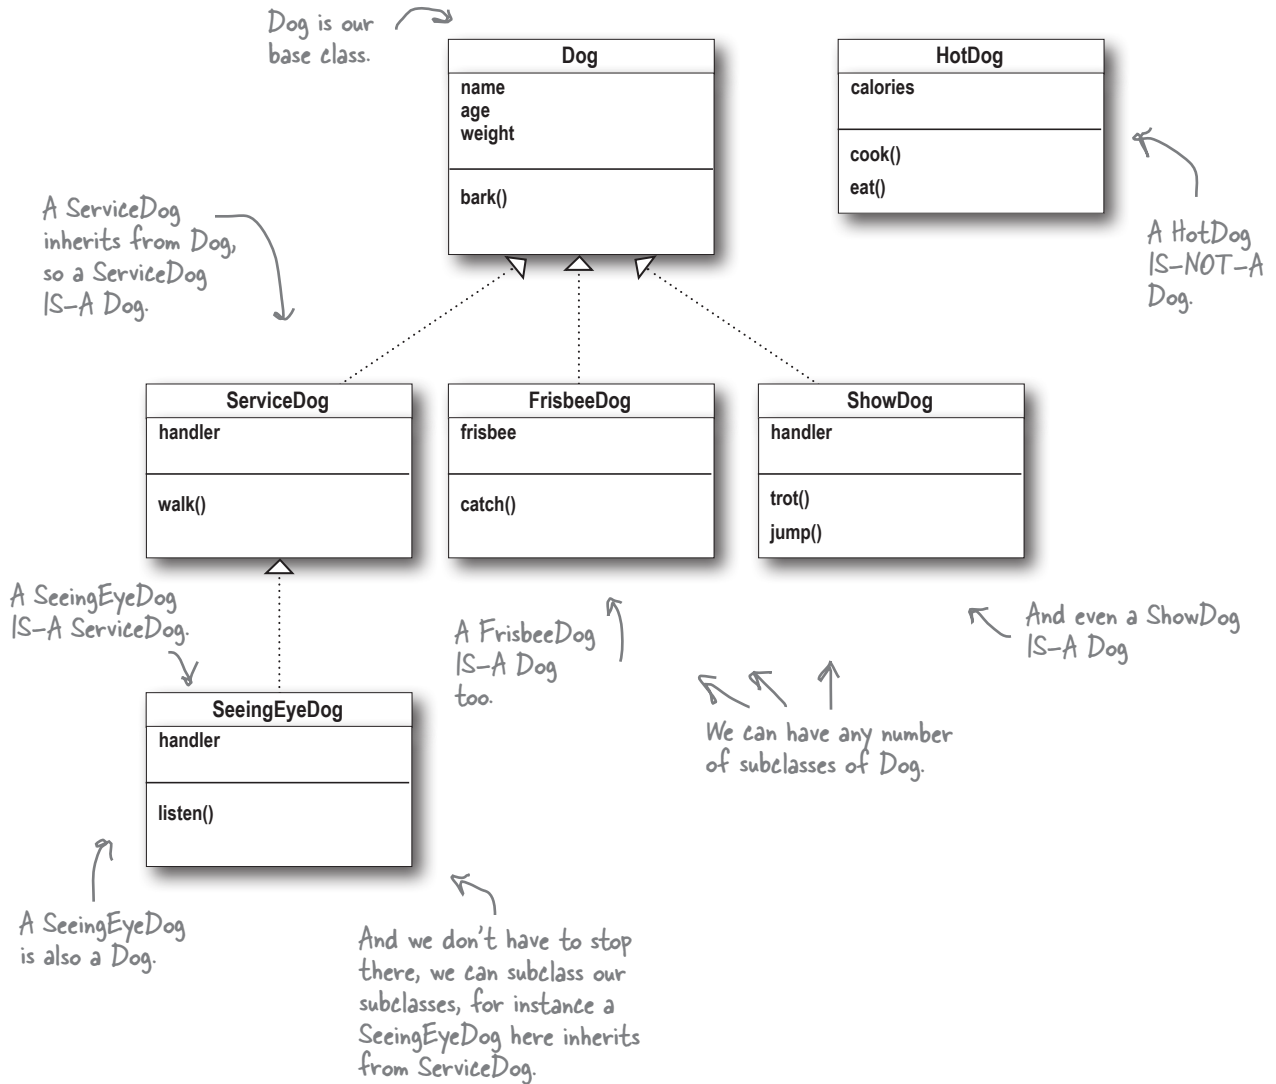 Dog is our
base class.
Dog
name
age
weight
bark()
HotDog
calories
cook()
eat()
A HotDog
IS-NOT-A
Dog.
A ServiceDog
inherits from Dog,
so a ServiceDog
IS-A Dog.
ServiceDog
handler
walk()
FrisbeeDog
frisbee
catch()
ShowDog
handler
trot()
jump()
A SeeingEyeDog
IS-A ServiceDog.
A FrisbeeDog
IS-A Dog
too.
And even a ShowDog
IS-A Dog
We can have any number
of subclasses of Dog.
SeeingEyeDog
handler
listen()
A SeeingEyeDog
is also a Dog.
And we don't have to stop
there, we can subclass our
subclasses, for instance a
SeeingEyeDog here inherits
from ServiceDog.